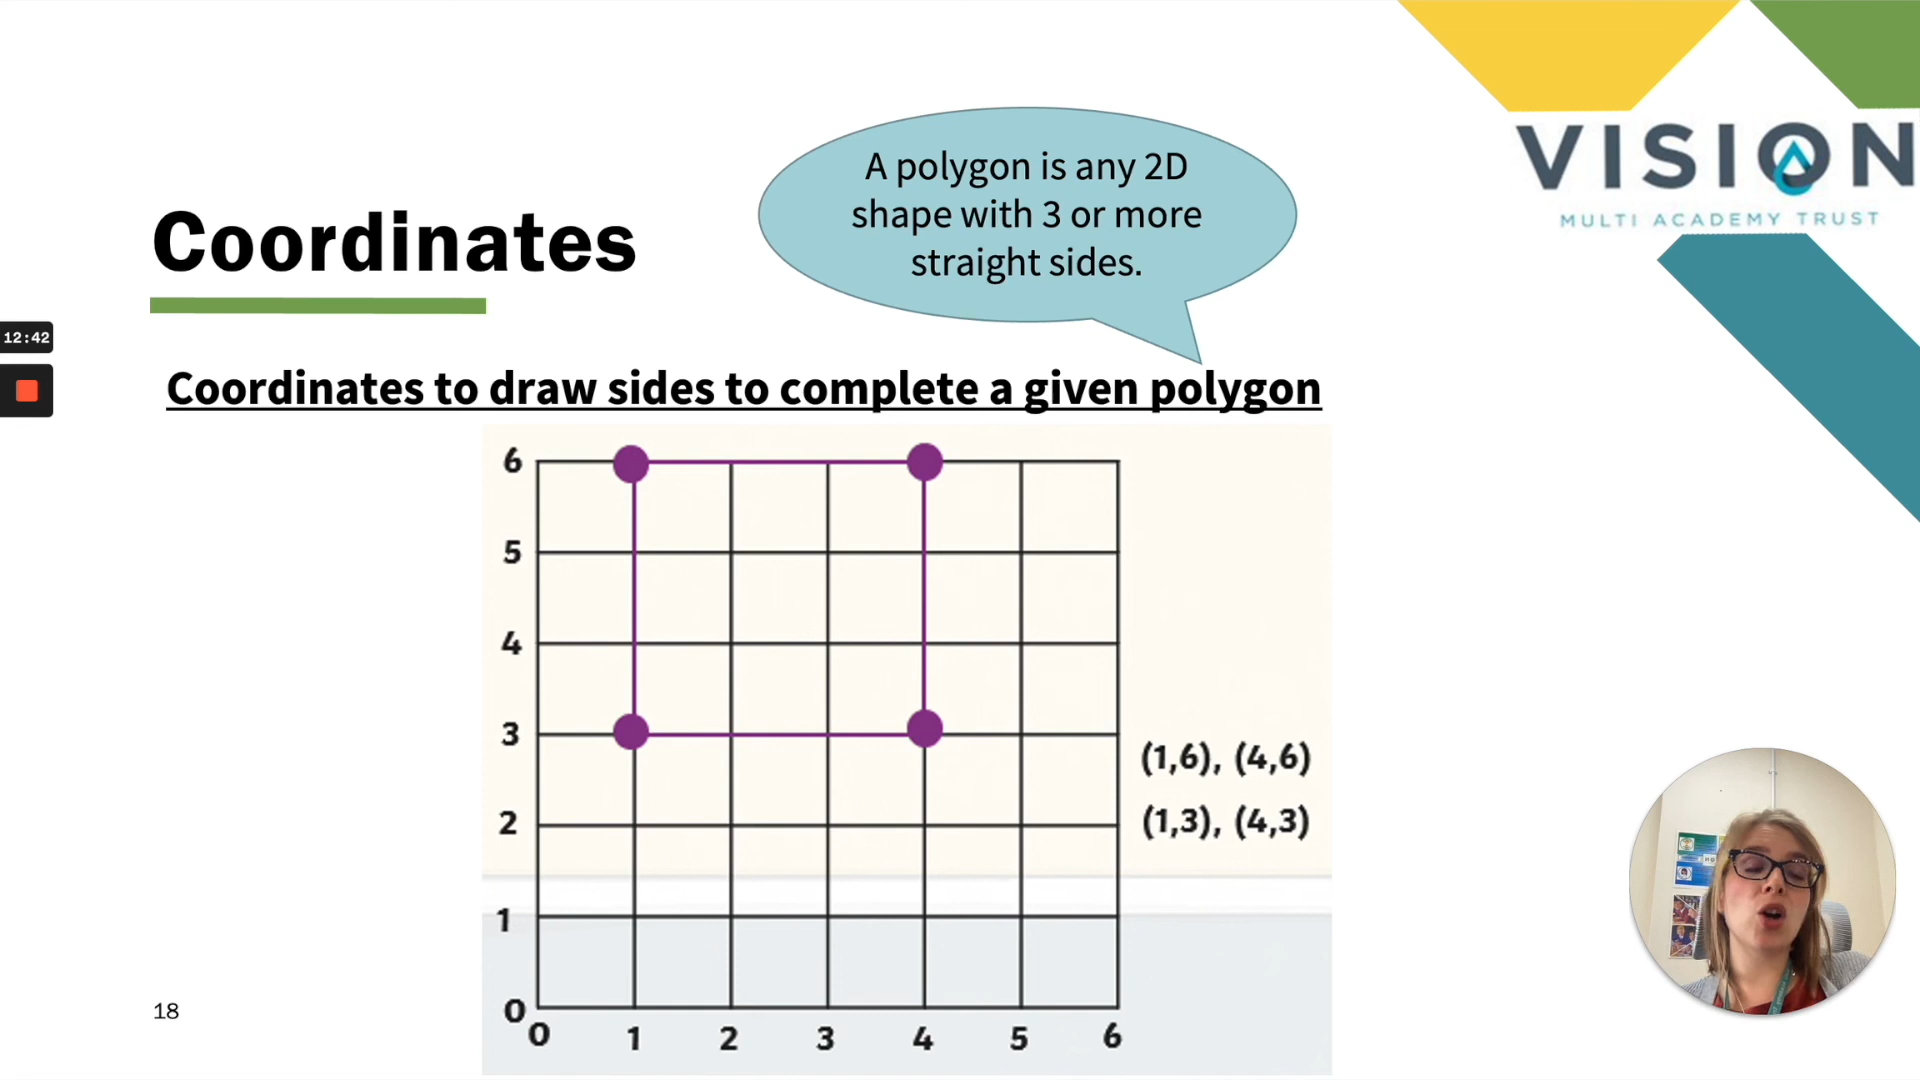 A polygon is any 2D
shape with 3 or more
straight sides.
VISION
MULTI ACADEMY TRUST
Coordinates
12:42
Coordinates to draw sides to complete a given polygon
6
5
4
3
(1,6), (4,6)
(1,3), (4,3)
2
1
0
0 1 2 3 4 5 6
18